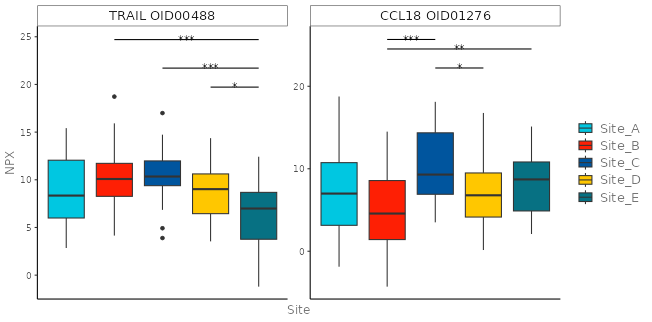 TRAIL OID00488
CCL18 OID01276
25
20
15
10
5
0
NPX
***
***
*
20
10
0
***
**
*
Site
Site_A
Site_B
Site_C
Site_D
Site_E